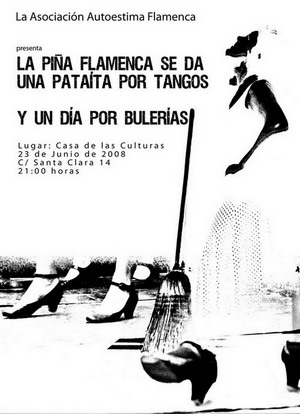 La Asociación Autoestima Flamenca
presenta
LA PIÑA FLAMENCA SE DA
UNA PATAÍTA POR TANGOS
Y UN DÍA POR BULERÍAS
Lugar: Casa de las Culturas
23 de Junio de 2008
C/ Santa Clara 14
21:00 horas